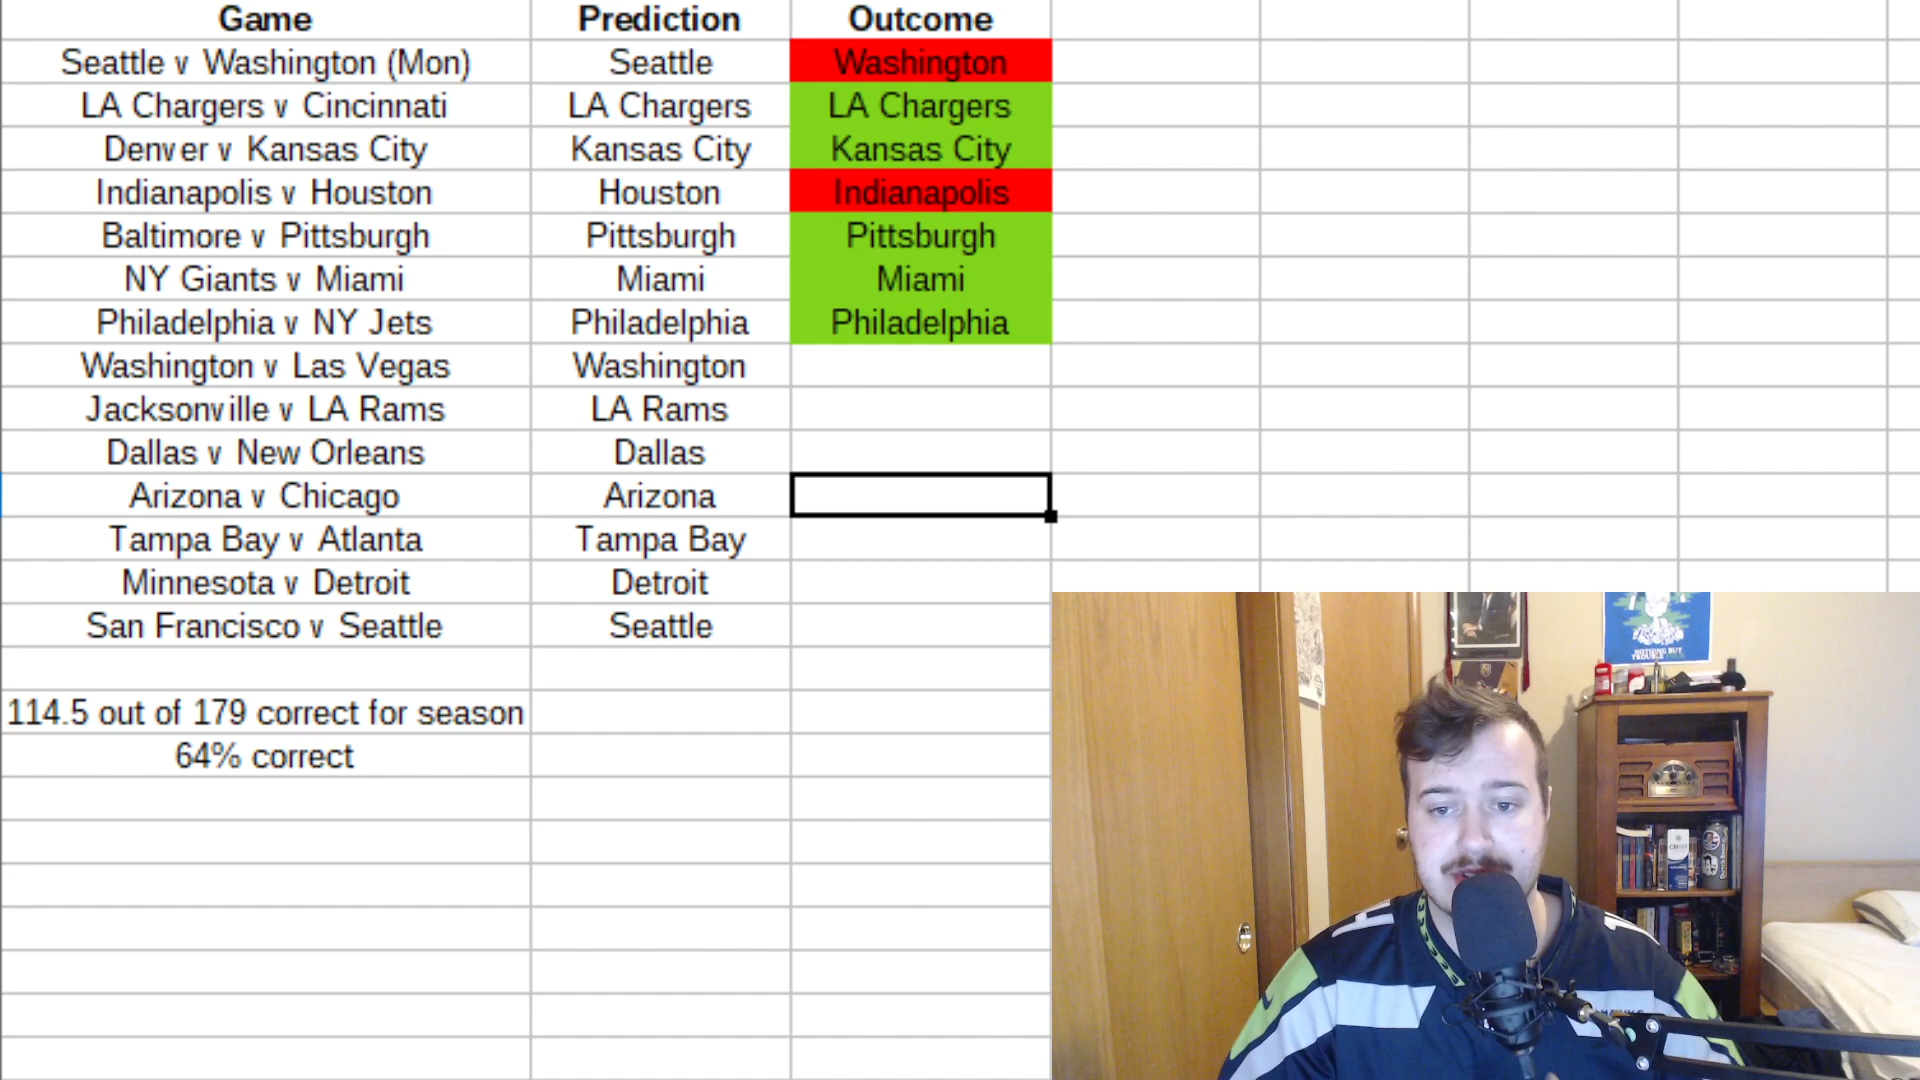 Game Prediction Outcome
Seattle v Washington (Mon) Seattle Washington
LA Chargers v Cincinnati LA Chargers LA Chargers
Denver v Kansas City Kansas City Kansas City
Indianapolis v Houston Houston Indianapolis
Baltimore v Pittsburgh Pittsburgh Pittsburgh
NY Giants v Miami Miami Miami
Philadelphia v NY Jets Philadelphia Philadelphia
Washington v Las Vegas Washington
Jacksonville v LA Rams LA Rams
Dallas v New Orleans Dallas
Arizona v Chicago Arizona
Tampa Bay v Atlanta Tampa Bay
Minnesota v Detroit Detroit
San Francisco v Seattle Seattle
114.5 out of 179 correct for season
64% correct
NOTHING BUT
TROUBLE